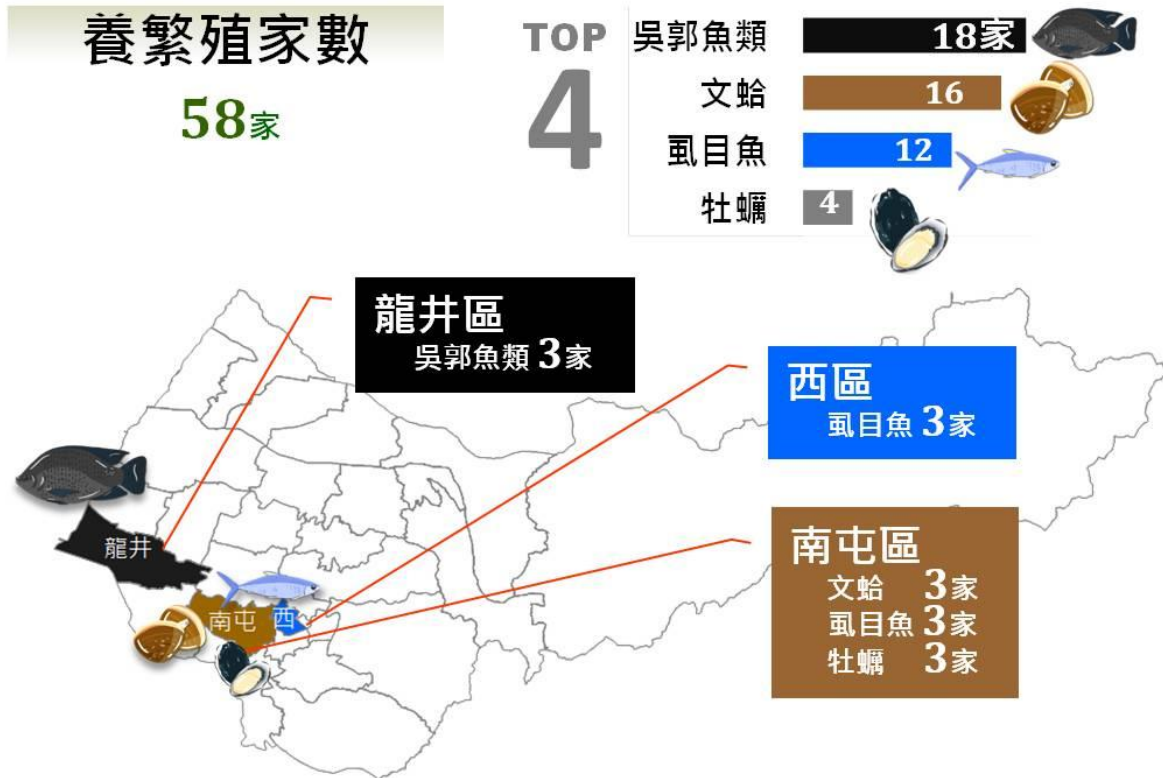 養繁殖家數
58家
TOP
4
吳郭魚類 18家
文蛤 16
虱目魚 12
牡蠣 4
龍井區
吳郭魚類 3家
西區
虱目魚 3家
南屯區
文蛤 3家
虱目魚 3家
牡蠣 3家
龍井
南屯
西